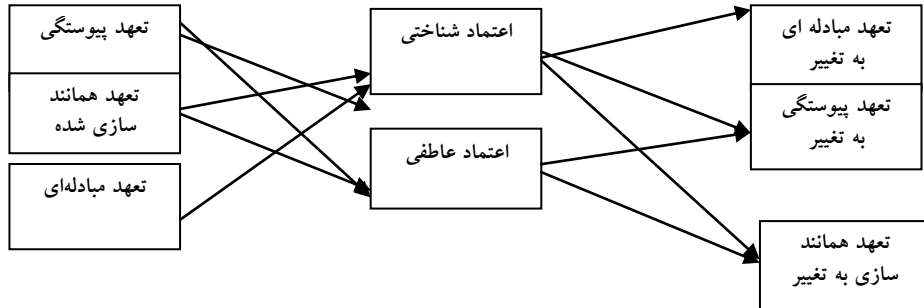 تعهد پیوستگی
تعهد همانند
سازی شده
تعهد مبادله‌ای
اعتماد شناختی
اعتماد عاطفی
تعهد مبادله ای
به تغییر
تعهد پیوستگی
به تغییر
تعهد همانند
سازی به تغییر